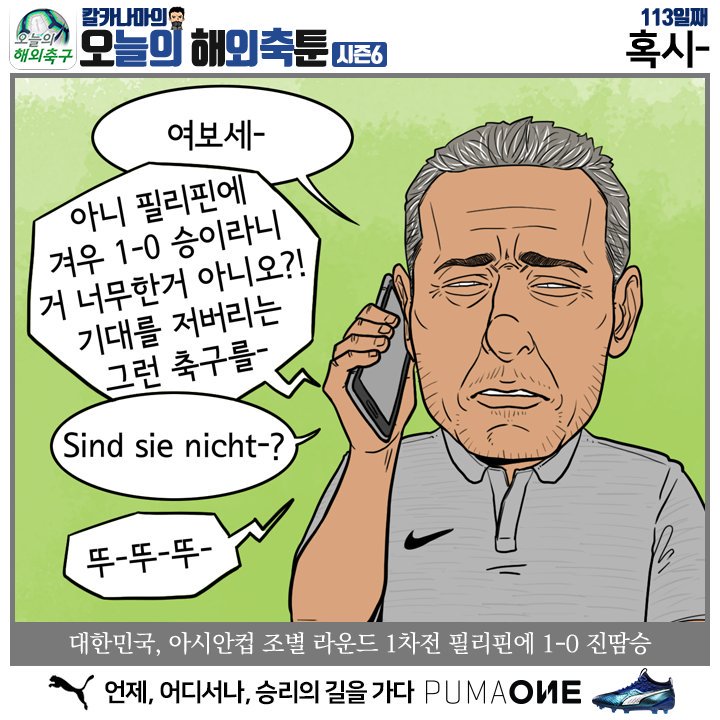 오늘의
해외축구
칼카나마의
오늘의 해외축툰
시즌6
113일째
혹시-
여보세-
아니 필리핀에
겨우 1-0 승이라니
거 너무한거 아니오?!
기대를 저버리는
그런 축구를-
Sind sie nicht-?
뚜-뚜-뚜-
대한민국, 아시안컵 조별 라운드 1차전 필리핀에 1-0 진땀승
언제, 어디서나, 승리의 길을 가다 PUMA ONE